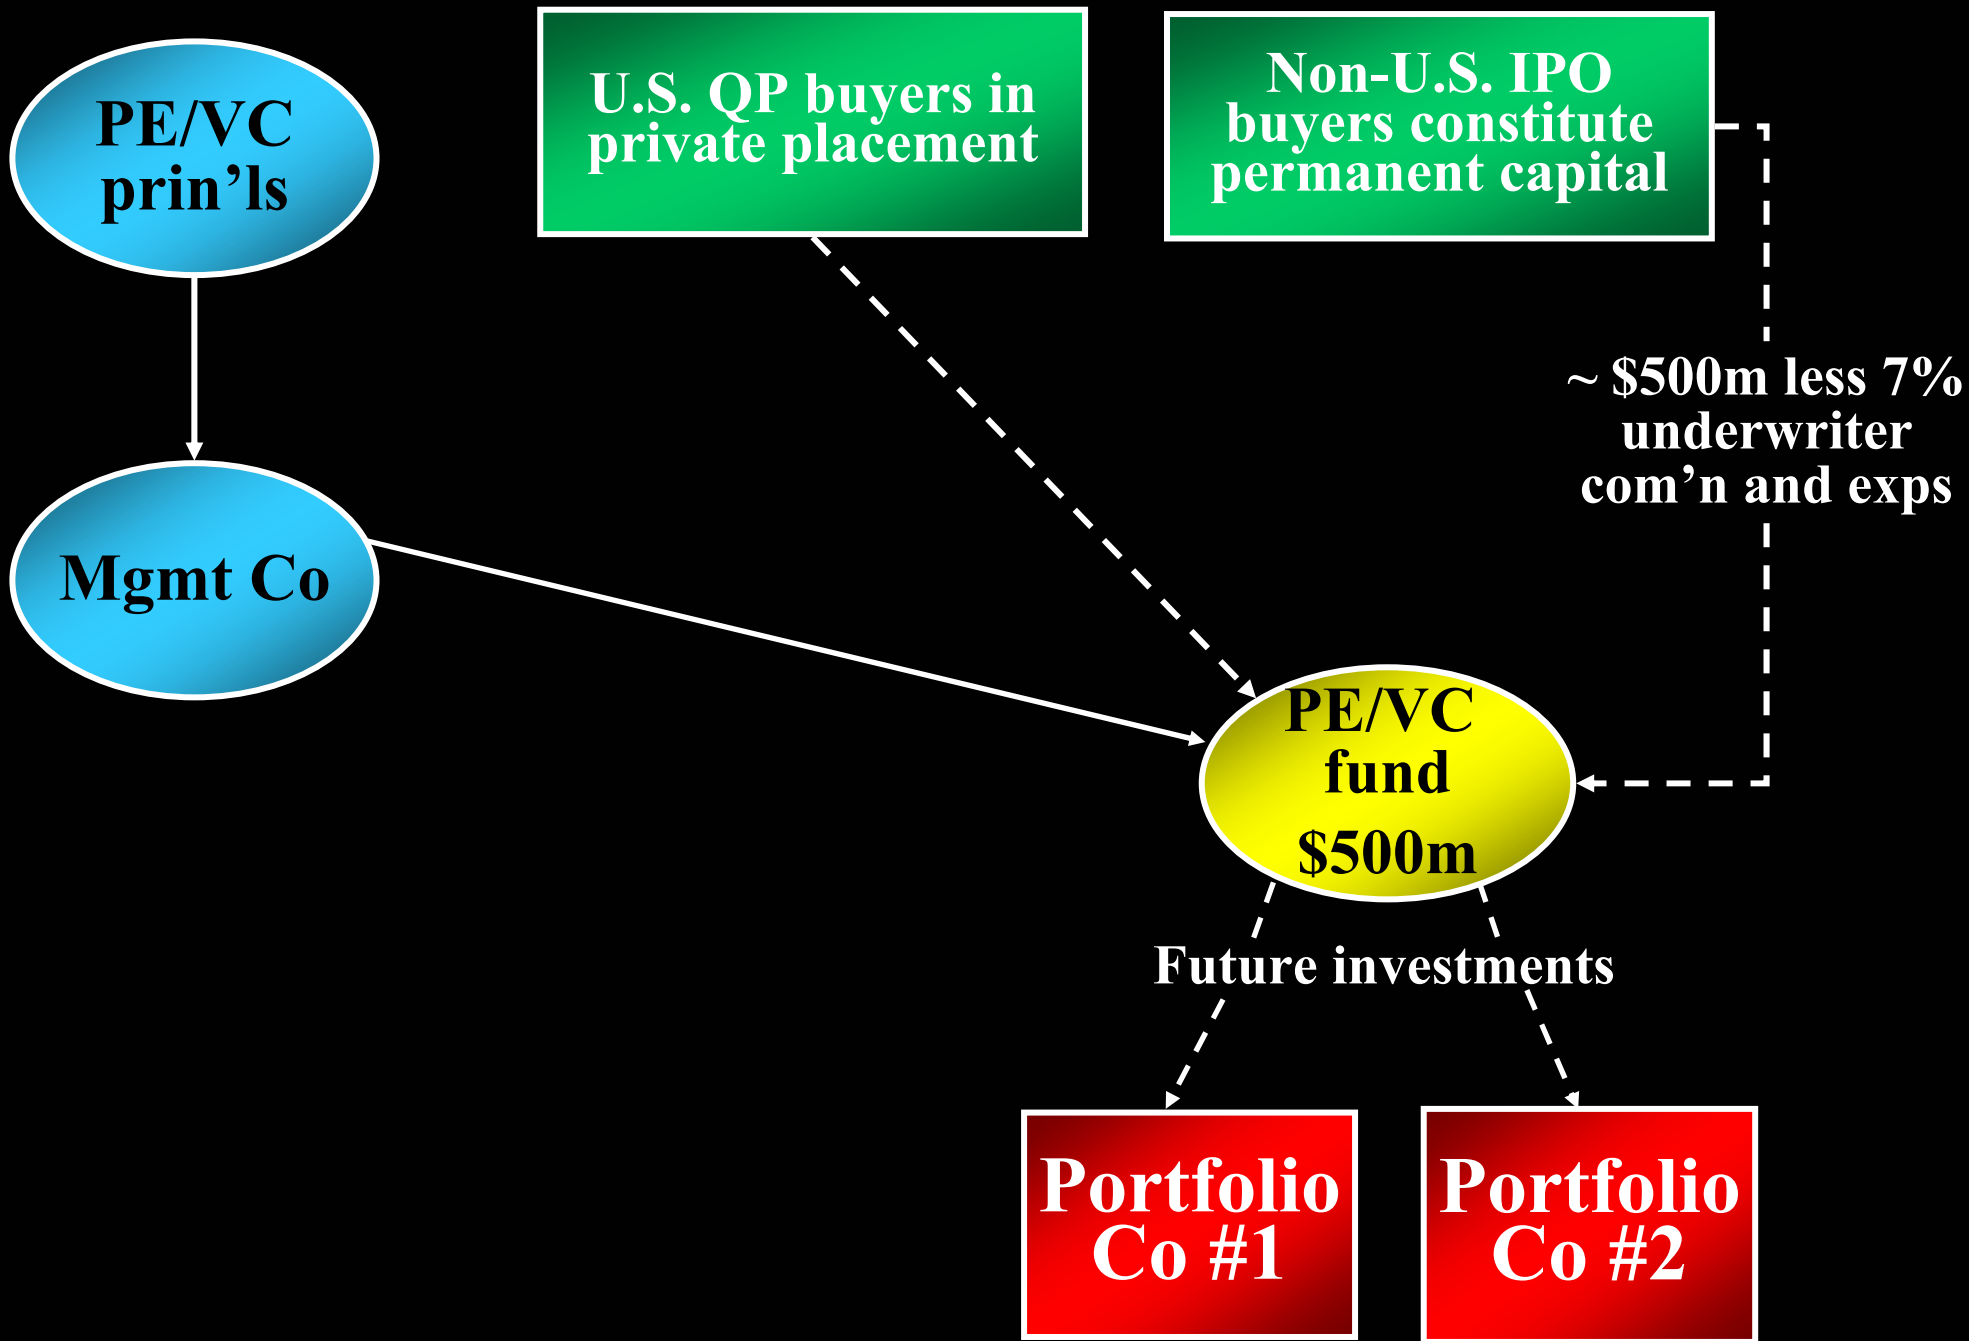 PE/VC
prin’ls
U.S. QP buyers in
private placement
Non-U.S. IPO
buyers constitute
permanent capital
~ $500m less 7%
underwriter
com’n and exps
Mgmt Co
PE/VC
fund
$500m
Future investments
Portfolio
Co #1
Portfolio
Co #2